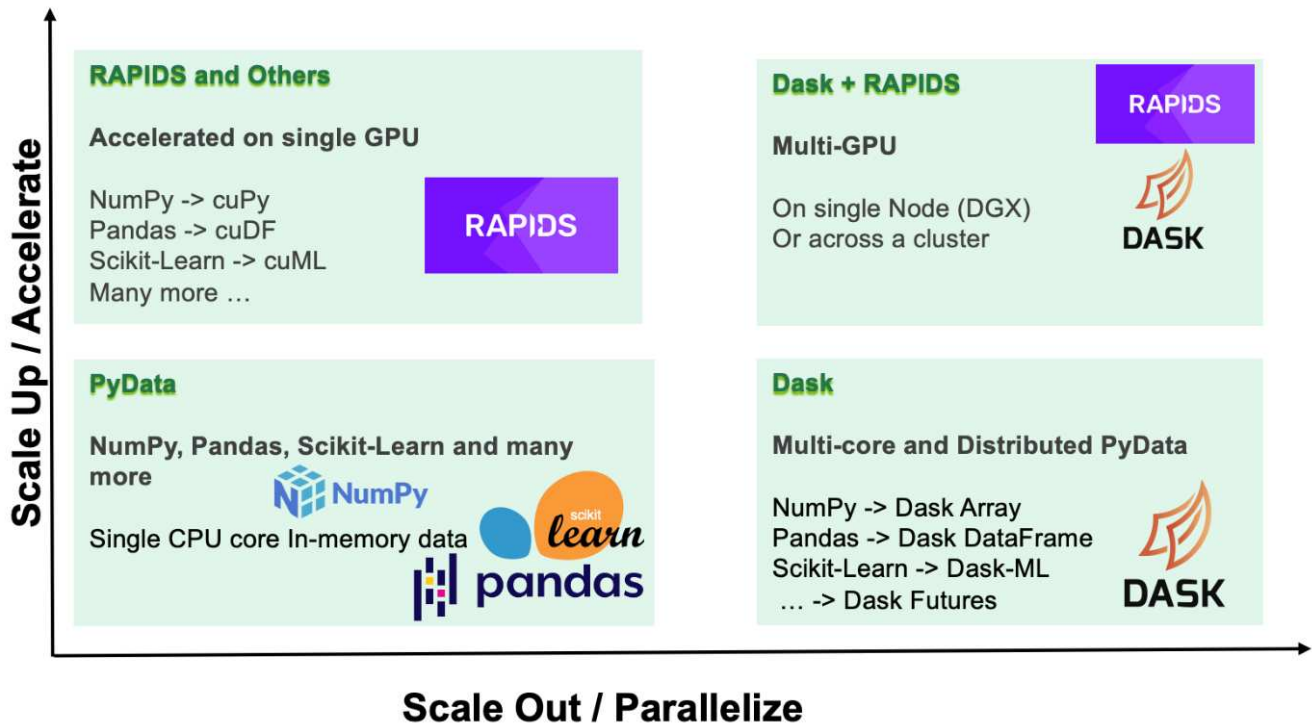 Scale Up / Accelerate
RAPIDS and Others
Accelerated on single GPU
NumPy -> cuPy
Pandas -> cuDF
Scikit-Learn -> cuML
Many more …
RAPIDS
Dask + RAPIDS
Multi-GPU
On single Node (DGX)
Or across a cluster
RAPIDS
DASK
PyData
NumPy, Pandas, Scikit-Learn and many
more
NumPy
Single CPU core In-memory data
scikit
learn
pandas
Dask
Multi-core and Distributed PyData
NumPy -> Dask Array
Pandas -> Dask DataFrame
Scikit-Learn -> Dask-ML
… -> Dask Futures
DASK
Scale Out / Parallelize